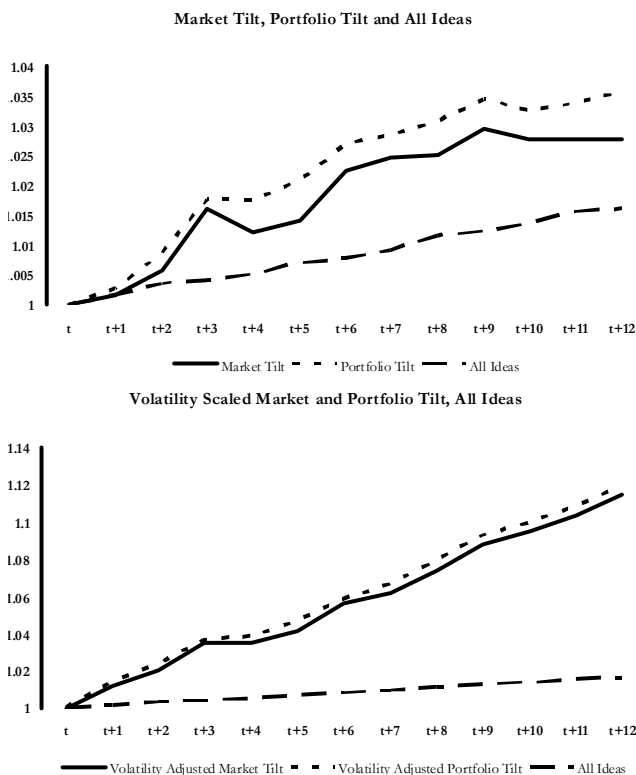 Market Tilt, Portfolio Tilt and All Ideas
1.04
.035
1.03
.025
1.02
1.015
1.01
.005
1
t t+1 t+2 t+3 t+4 t+5 t+6 t+7 t+8 t+9 t+10 t+11 t+12
Market Tilt Portfolio Tilt All Ideas
Volatility Scaled Market and Portfolio Tilt, All Ideas
1.14
1.12
1.1
1.08
1.06
1.04
1.02
1
t t+1 t+2 t+3 t+4 t+5 t+6 t+7 t+8 t+9 t+10 t+11 t+12
Volatility Adjusted Market Tilt Volatility Adjusted Portfolio Tilt All Ideas